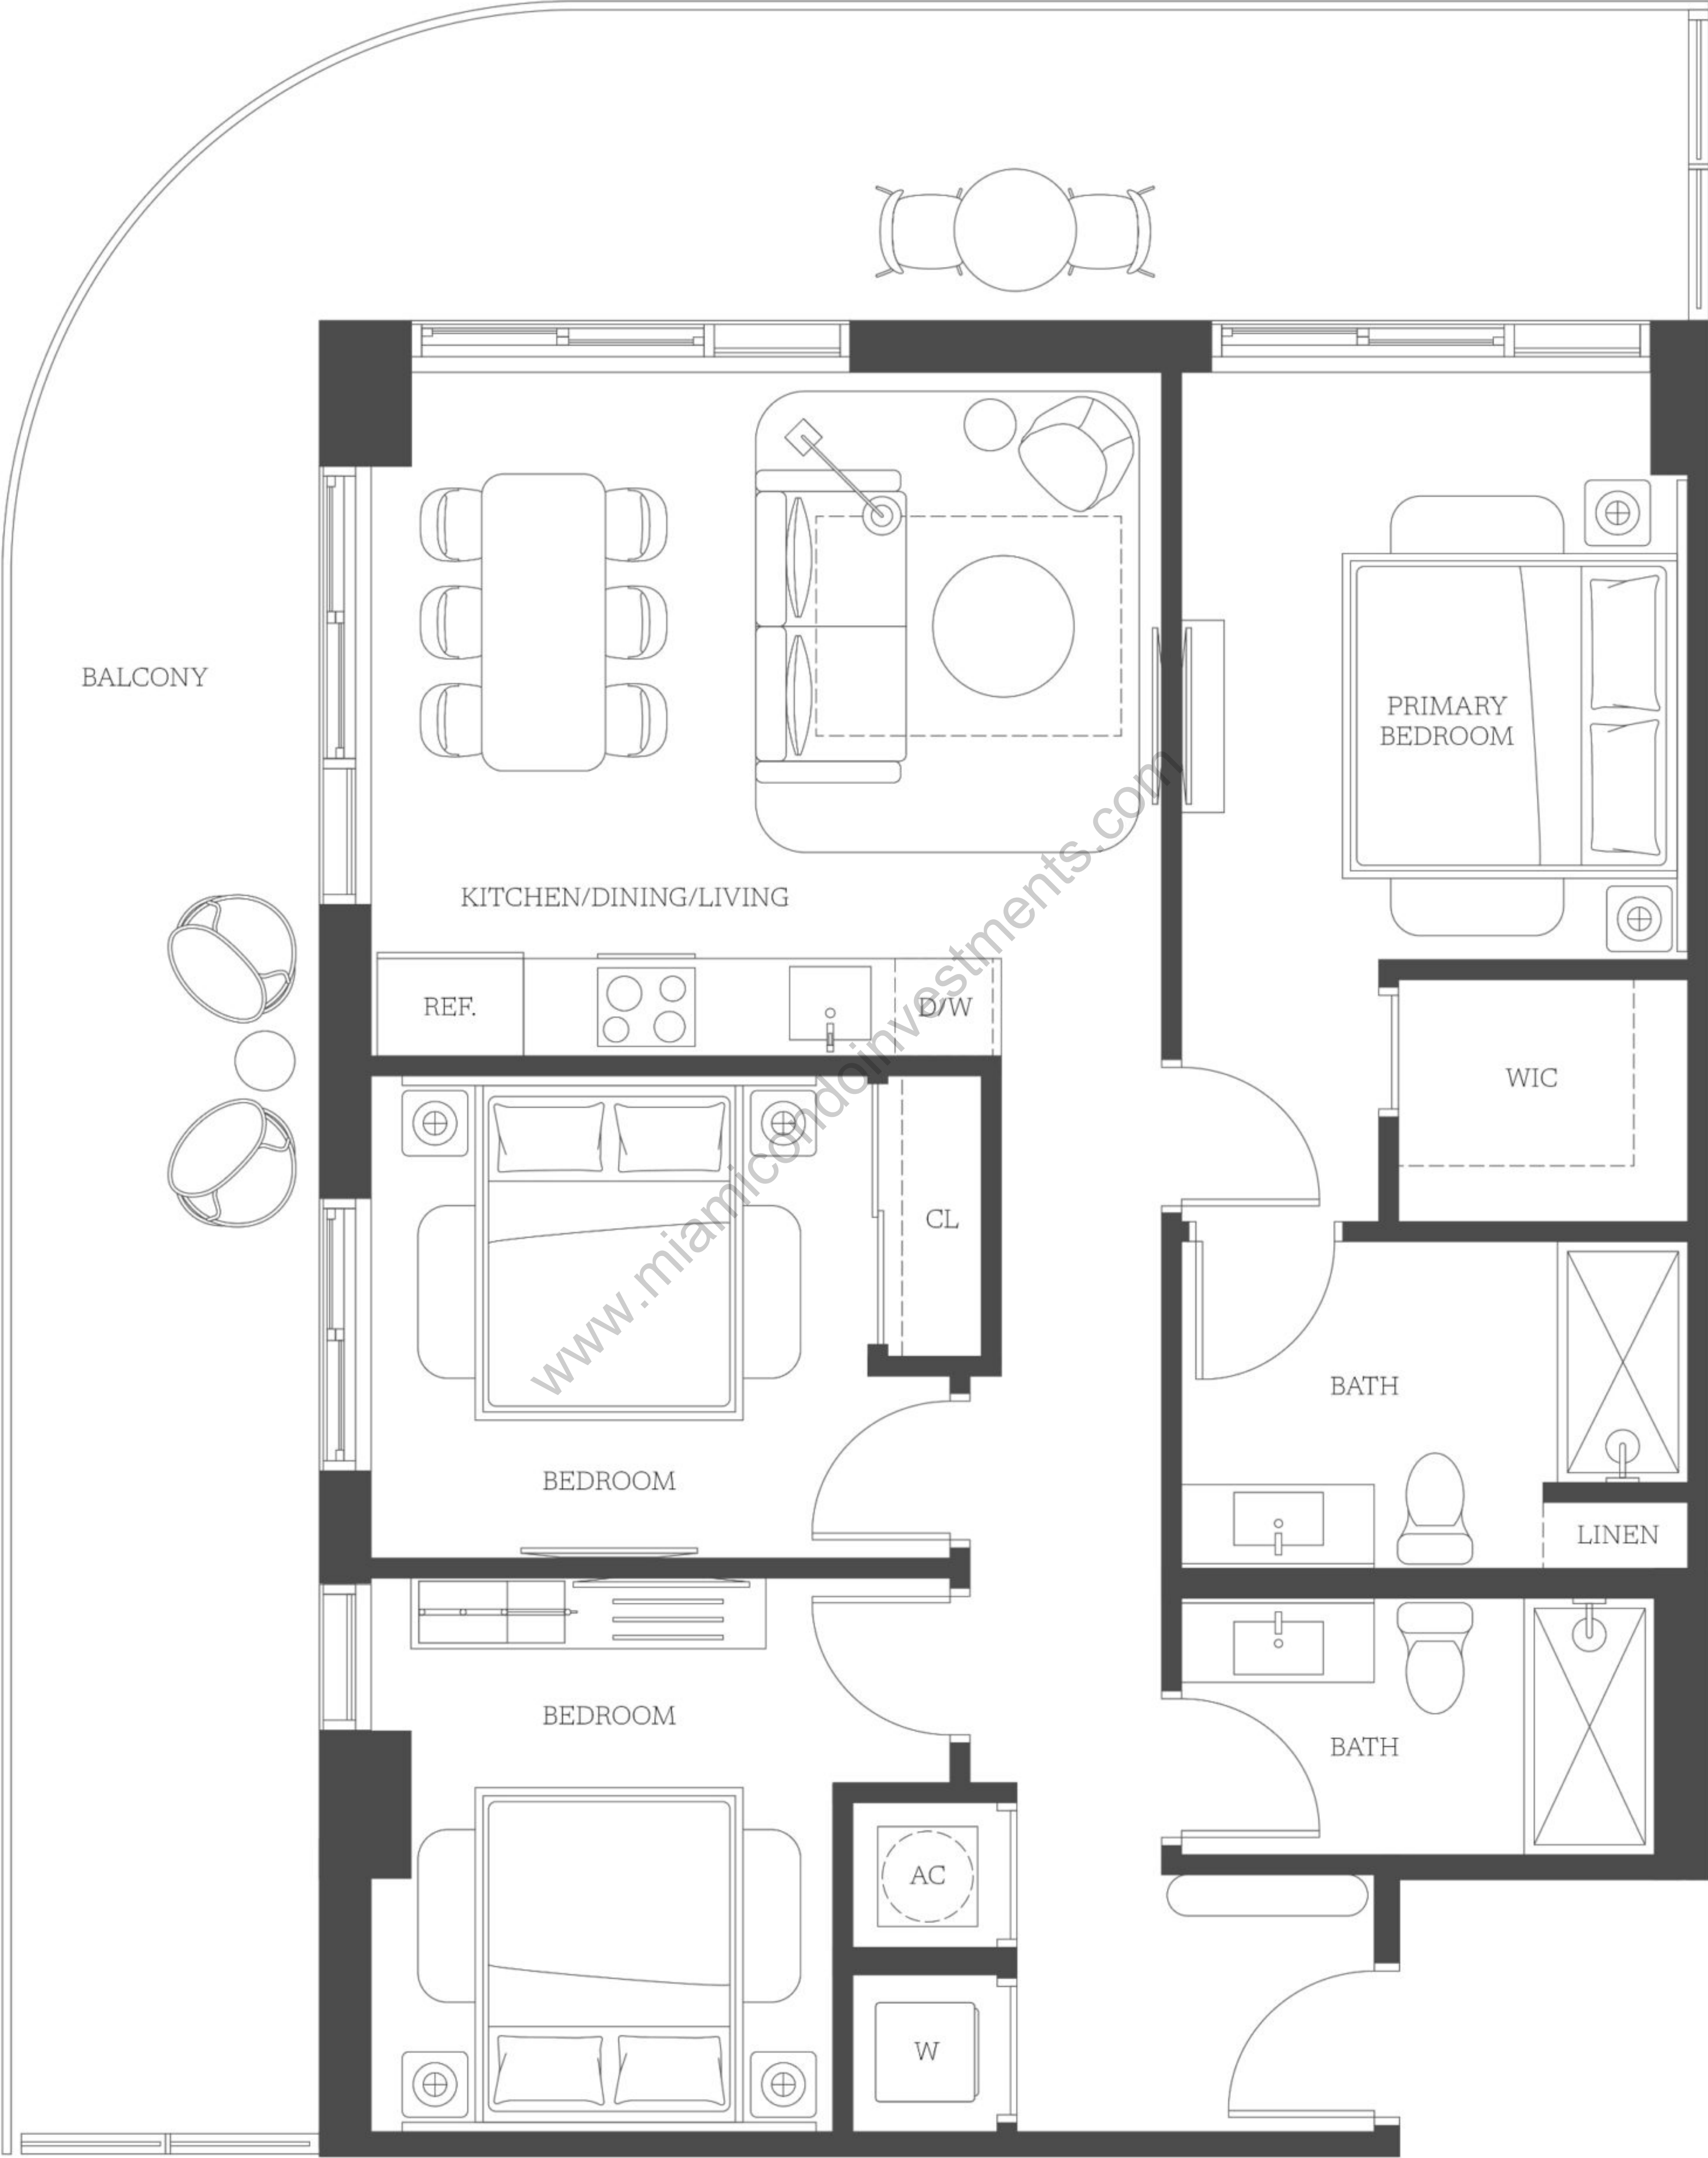 BALCONY
PRIMARY
BEDROOM
KITCHEN/DINING/LIVING
REF.
D/W
WIC
CL
BATH
BEDROOM
LINEN
BEDROOM
BATH
AC
W
www.miamicondoinvestments.com